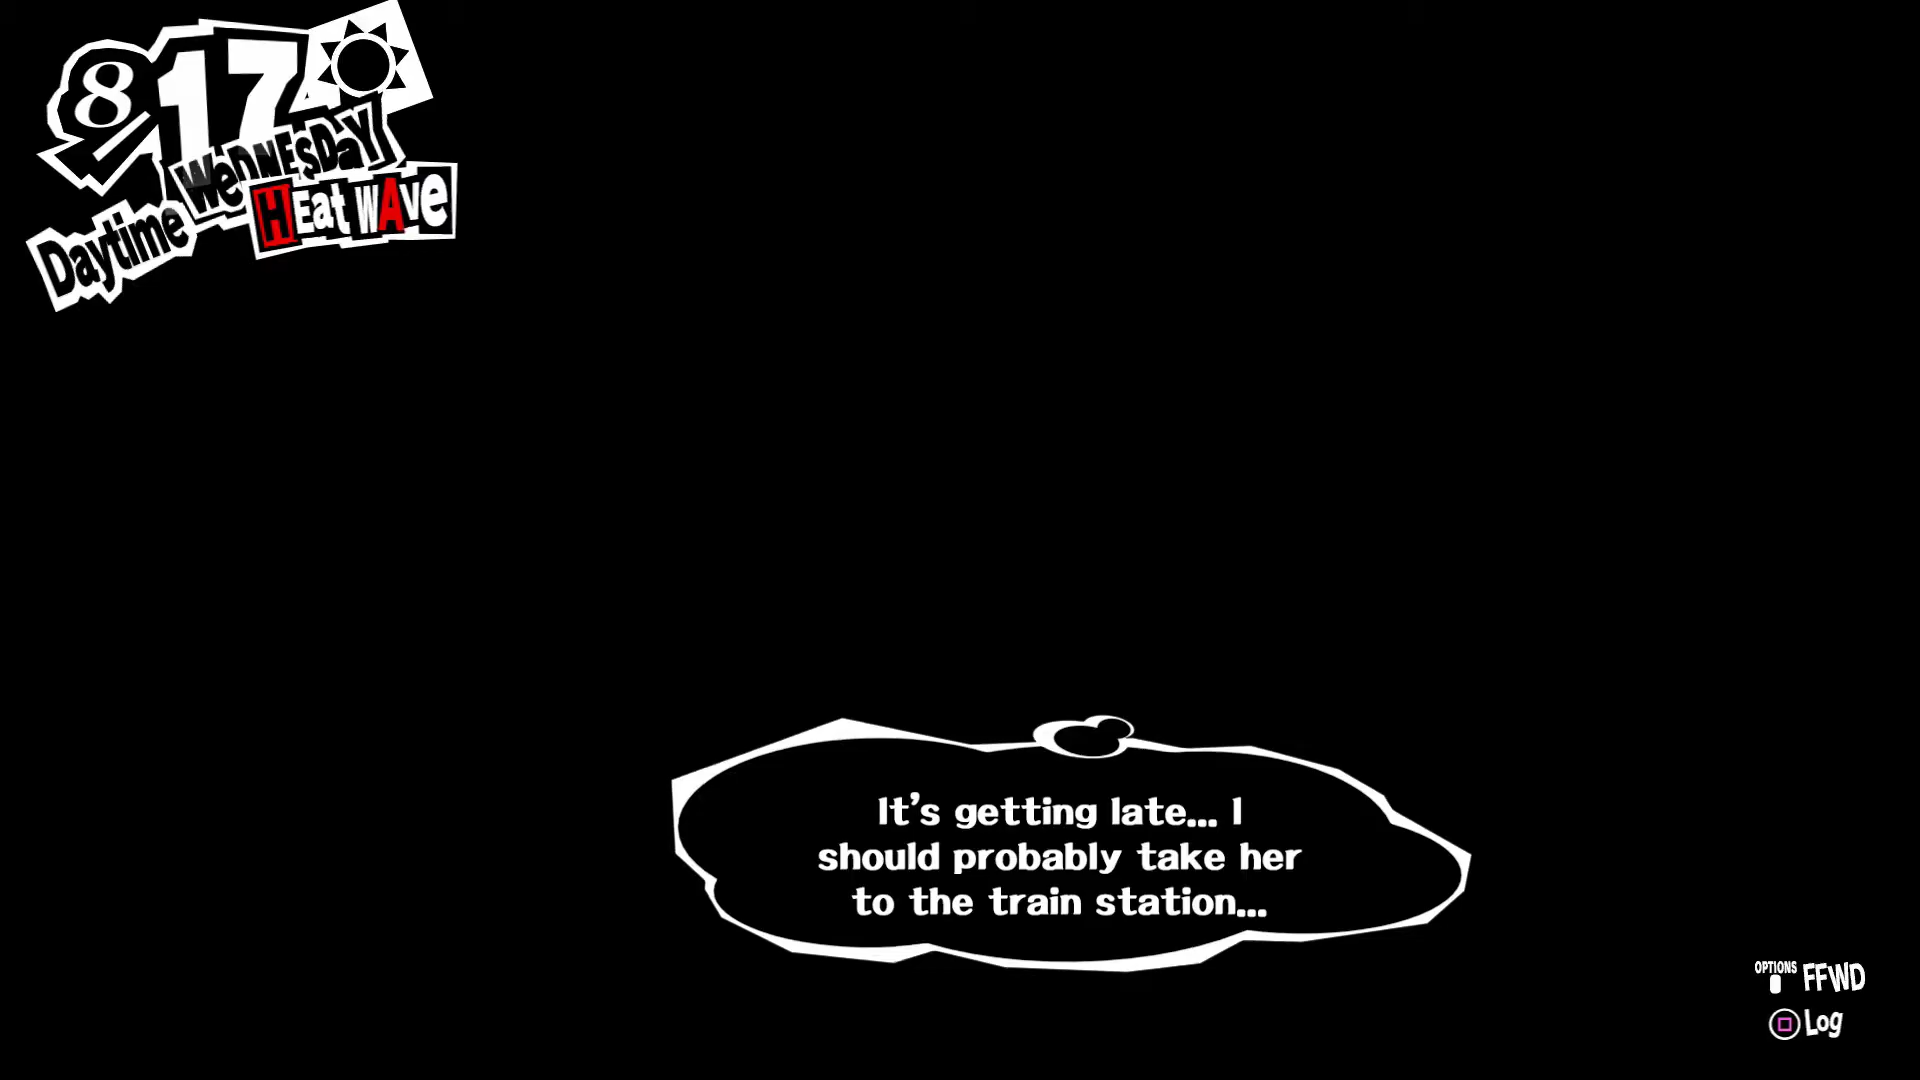 8/17
WeDNESDaY
Daytime
HEat WAve
It's getting late... I
should probably take her
to the train station...
OPTIONS FFWD
Log